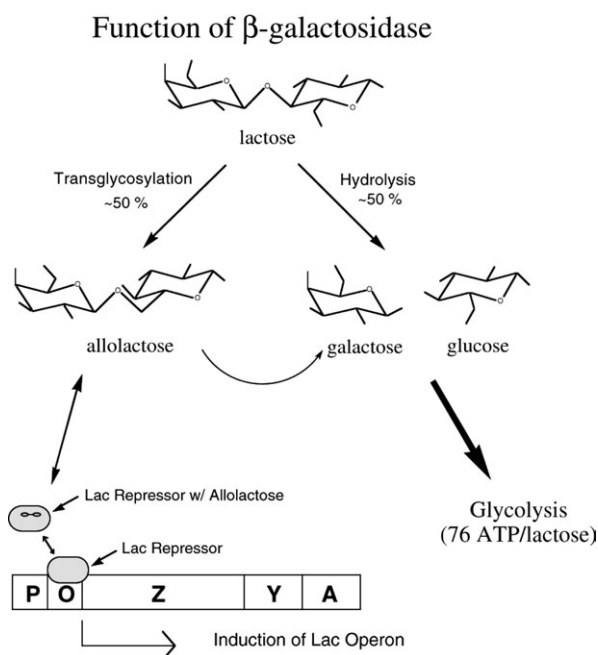 Function of β-galactosidase
lactose
Transglycosylation
~50 %
Hydrolysis
~50 %
allolactose
galactose
glucose
Lac Repressor w/ Allolactose
Lac Repressor
Glycolysis
(76 ATP/lactose)
P O Z Y A
Induction of Lac Operon